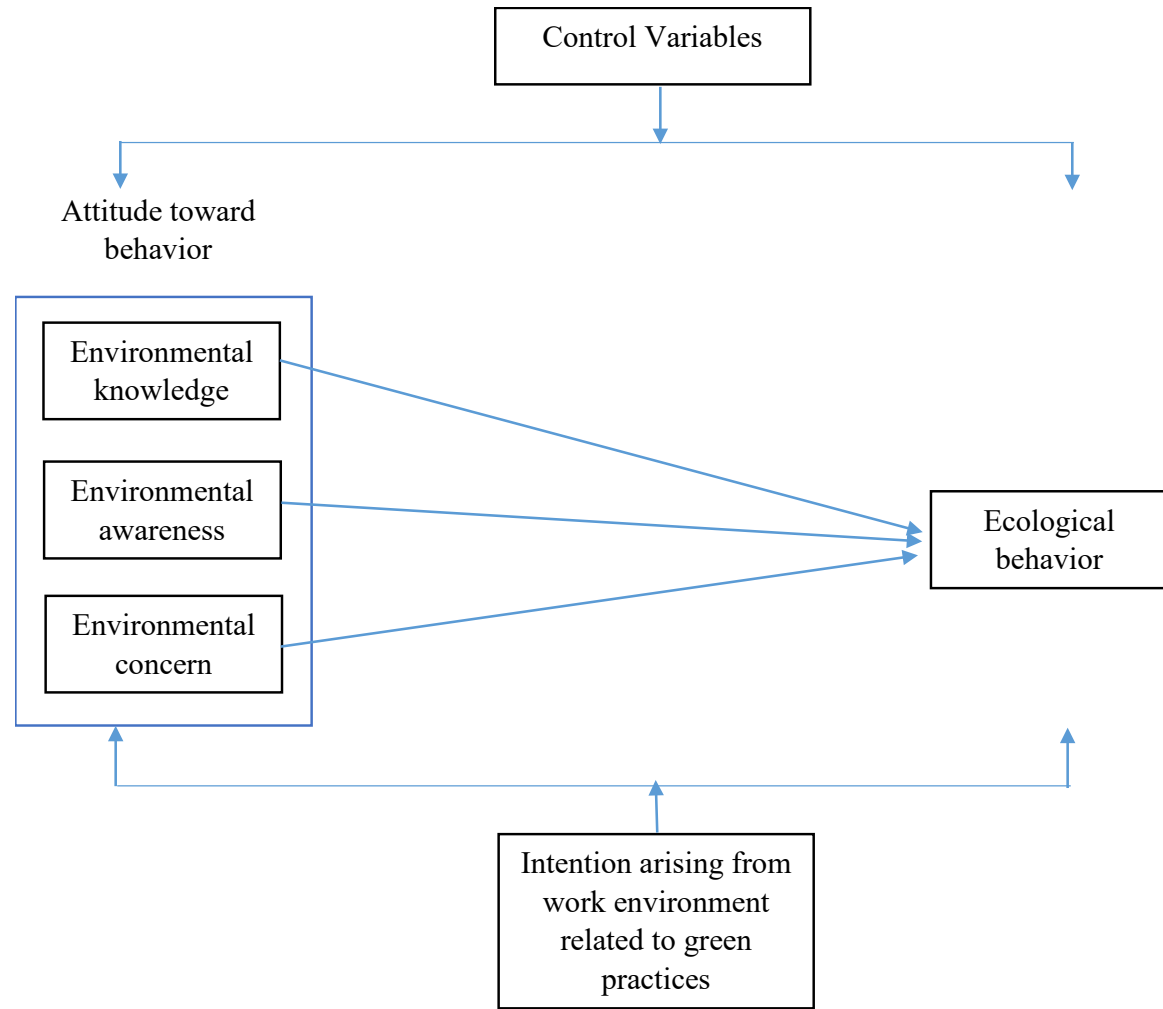 Control Variables
Attitude toward
behavior
Environmental
knowledge
Environmental
awareness
Environmental
concern
Ecological
behavior
Intention arising from
work environment
related to green
practices